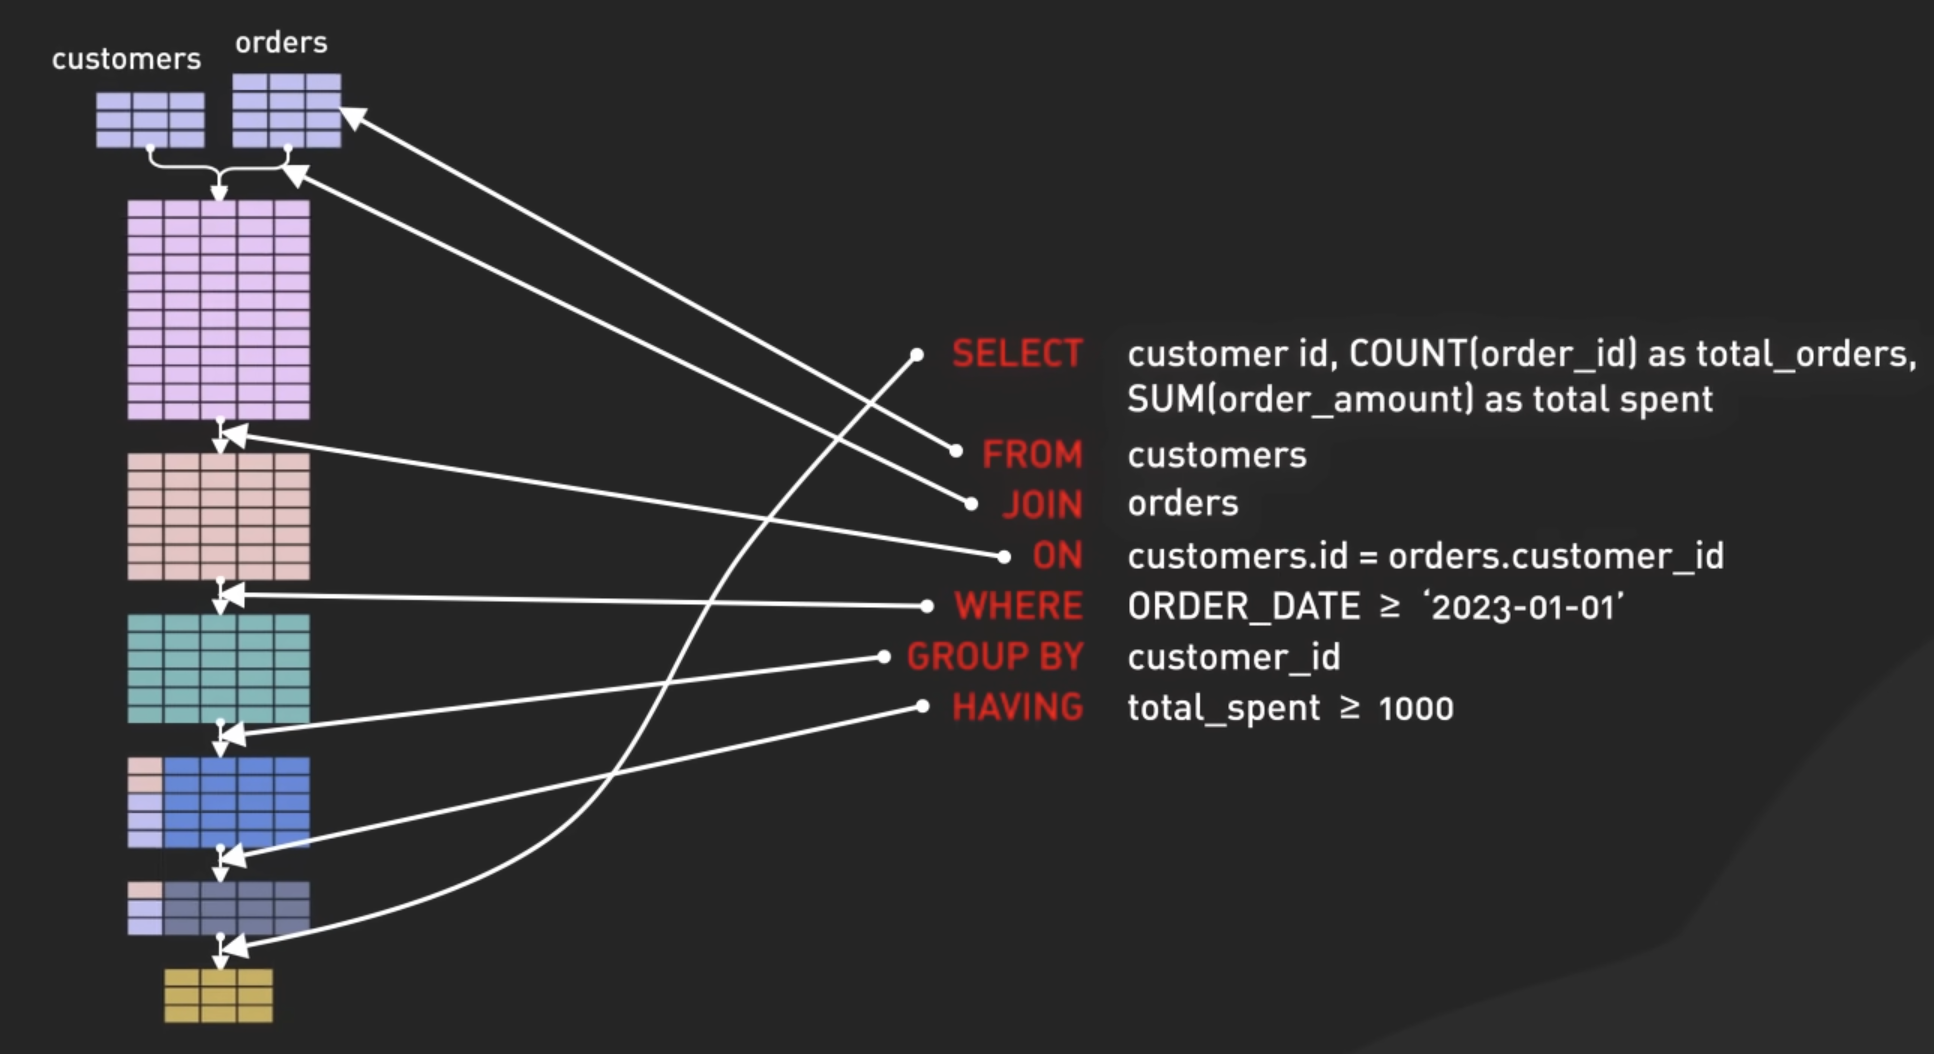 customers
orders
SELECT customer id, COUNT(order_id) as total_orders,
SUM(order_amount) as total spent
FROM customers
JOIN orders
ON customers.id = orders.customer_id
WHERE ORDER_DATE ≥ ‘2023-01-01’
GROUP BY customer_id
HAVING total_spent ≥ 1000